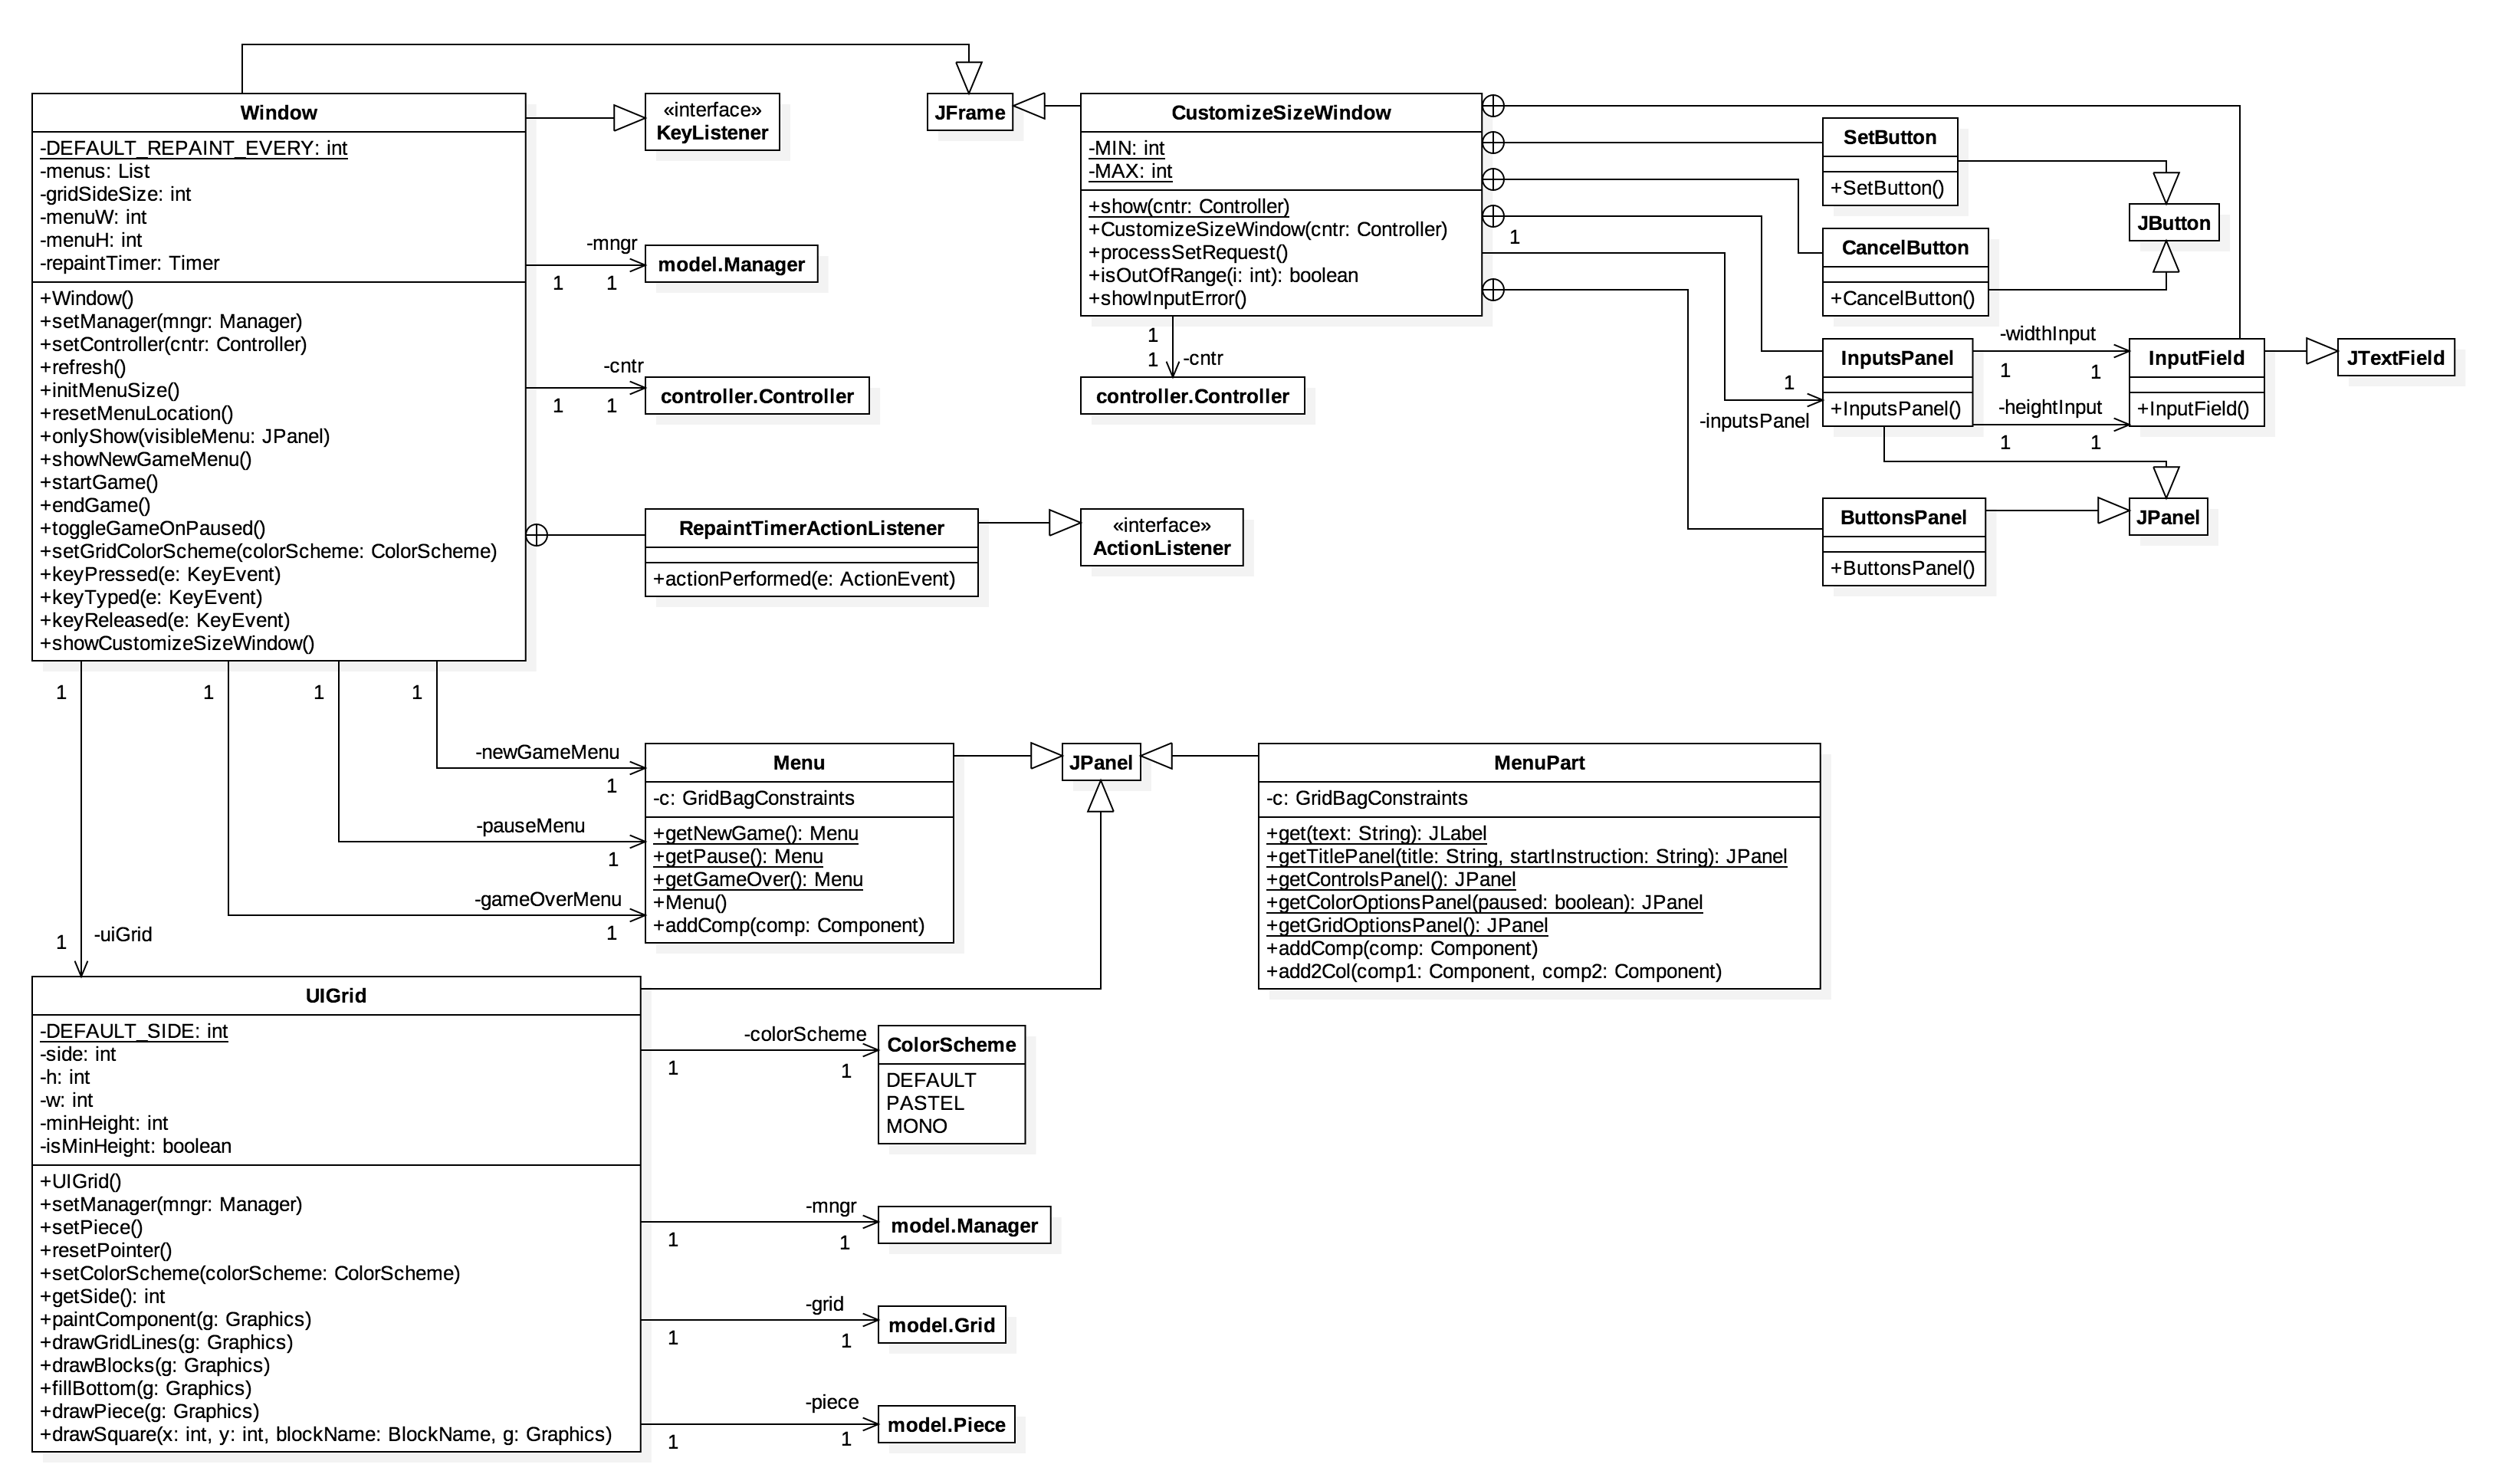 Window
-DEFAULT_REPAINT_EVERY: int
-menus: List
-gridSideSize: int
-menuW: int
-menuH: int
-repaintTimer: Timer
+Window()
+setManager(mngr: Manager)
+setController(cntr: Controller)
+refresh()
+initMenuSize()
+resetMenuLocation()
+onlyShow(visibleMenu: JPanel)
+showNewGameMenu()
+startGame()
+endGame()
+toggleGameOnPaused()
+setGridColorScheme(colorScheme: ColorScheme)
+keyPressed(e: KeyEvent)
+keyTyped(e: KeyEvent)
+keyReleased(e: KeyEvent)
+showCustomizeSizeWindow()
«interface»
KeyListener
-mngr
1 1
model.Manager
-cntr
1 1
controller.Controller
RepaintTimerActionListener
+actionPerformed(e: ActionEvent)
«interface»
ActionListener
JFrame
CustomizeSizeWindow
-MIN: int
-MAX: int
+show(cntr: Controller)
+CustomizeSizeWindow(cntr: Controller)
+processSetRequest()
+isOutOfRange(i: int): boolean
+showInputError()
1
1 -cntr
controller.Controller
1
1
-inputsPanel
SetButton
+SetButton()
JButton
CancelButton
+CancelButton()
InputsPanel
+InputsPanel()
-widthInput
1 1
-heightInput
1 1
InputField
+InputField()
JTextField
ButtonsPanel
+ButtonsPanel()
JPanel
1 1 1 1
-newGameMenu
1
-pauseMenu
1
-gameOverMenu
1
1 -uiGrid
Menu
-c: GridBagConstraints
+getNewGame(): Menu
+getPause(): Menu
+getGameOver(): Menu
+Menu()
+addComp(comp: Component)
JPanel
MenuPart
-c: GridBagConstraints
+get(text: String): JLabel
+getTitlePanel(title: String, startInstruction: String): JPanel
+getControlsPanel(): JPanel
+getColorOptionsPanel(paused: boolean): JPanel
+getGridOptionsPanel(): JPanel
+addComp(comp: Component)
+add2Col(comp1: Component, comp2: Component)
UIGrid
-DEFAULT_SIDE: int
-side: int
-h: int
-w: int
-minHeight: int
-isMinHeight: boolean
+UIGrid()
+setManager(mngr: Manager)
+setPiece()
+resetPointer()
+setColorScheme(colorScheme: ColorScheme)
+getSide(): int
+paintComponent(g: Graphics)
+drawGridLines(g: Graphics)
+drawBlocks(g: Graphics)
+fillBottom(g: Graphics)
+drawPiece(g: Graphics)
+drawSquare(x: int, y: int, blockName: BlockName, g: Graphics)
-colorScheme
1 1
ColorScheme
DEFAULT
PASTEL
MONO
-mngr
1 1
model.Manager
-grid
1 1
model.Grid
-piece
1 1
model.Piece